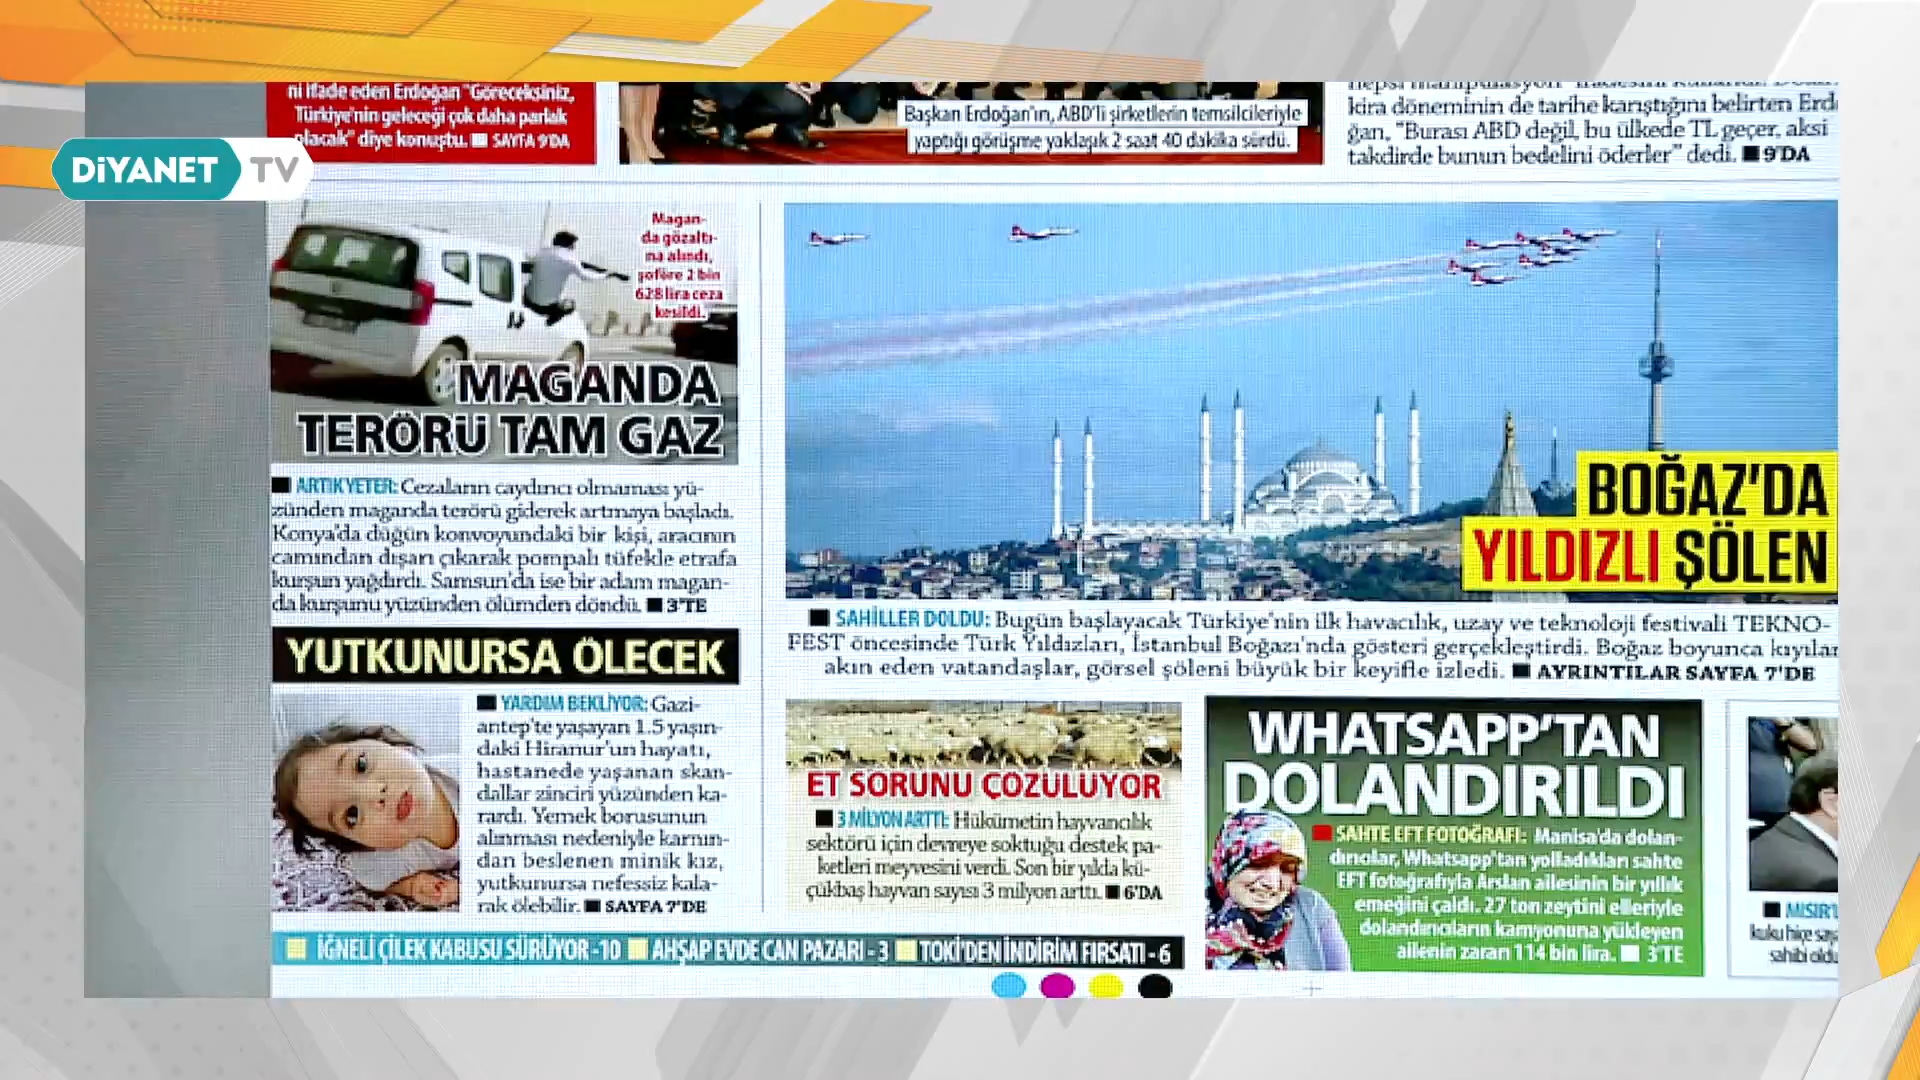 ni ifade eden Erdoğan "Göreceksiniz,
Türkiye'nin geleceği çok daha parlak
olacak" diye konuştu. ■ SAYFA 9'DA
DİYANET TV
Başkan Erdoğan'ın, ABD'li şirketlerin temsilcileriyle
yaptığı görüşme yaklaşık 2 saat 40 dakika sürdü.
kira döneminin de tarihe karıştığını belirten Erd
ğan, "Burası ABD değil, bu ülkede TL geçer, aksi
takdirde bunun bedelini öderler" dedi. ■ 9'DA
Magan-
da gözaltı-
na alındı,
şoföre 2 bin
628 lira ceza
kesildi.
MAGANDA
TERÖRÜ TAM GAZ
■ ARTIK YETER: Cezaların caydırıcı olmaması yü-
zünden maganda terörü giderek artmaya başladı.
Konya'da düğün konvoyundaki bir kişi, aracının
camından dışarı çıkarak pompalı tüfekle etrafa
kurşun yağdırdı. Samsun'da ise bir adam magan-
da kurşunu yüzünden ölümden döndü. ■ 3'TE
YUTKUNURSA ÖLECEK
■ YARDIM BEKLİYOR: Gazi-
antep'te yaşayan 1.5 yaşın-
daki Hiranur'un hayatı,
hastanede yaşanan skan-
dallar zinciri yüzünden ka-
rardı. Yemek borusunun
alınması nedeniyle karnın-
dan beslenen minik kız,
yutkunursa nefessiz kala-
rak ölebilir. ■ SAYFA 7'DE
BOĞAZ'DA
YILDIZLI ŞÖLEN
■ SAHİLLER DOLDU: Bugün başlayacak Türkiye'nin ilk havacılık, uzay ve teknoloji festivali TEKNO-
FEST öncesinde Türk Yıldızları, İstanbul Boğazı'nda gösteri gerçekleştirdi. Boğaz boyunca kıyılar
akın eden vatandaşlar, görsel şöleni büyük bir keyifle izledi. ■ AYRINTILAR SAYFA 7'DE
ET SORUNU ÇÖZÜLÜYOR
■ 3 MİLYON ARTTI: Hükümetin hayvancılık
sektörü için devreye soktuğu destek pa-
ketleri meyvesini verdi. Son bir yılda kü-
çükbaş hayvan sayısı 3 milyon arttı. ■ 6'DA
WHATSAPP'TAN
DOLANDIRILDI
■ SAHTE EFT FOTOĞRAFI: Manisa'da dolan-
dırıcılar, Whatsapp'tan yolladıkları sahte
EFT fotoğrafıyla Arslan ailesinin bir yıllık
emeğini çaldı. 27 ton zeytini elleriyle
dolandırıcıların kamyonuna yükleyen
ailenin zararı 114 bin lira. ■ 3'TE
■ MISIR'
sahibi oldu
İĞNELİ ÇİLEK KABUSU SÜRÜYOR - 10 AHŞAP EVDE CAN PAZARI - 3 TOKİ'DEN İNDİRİM FIRSATI - 6